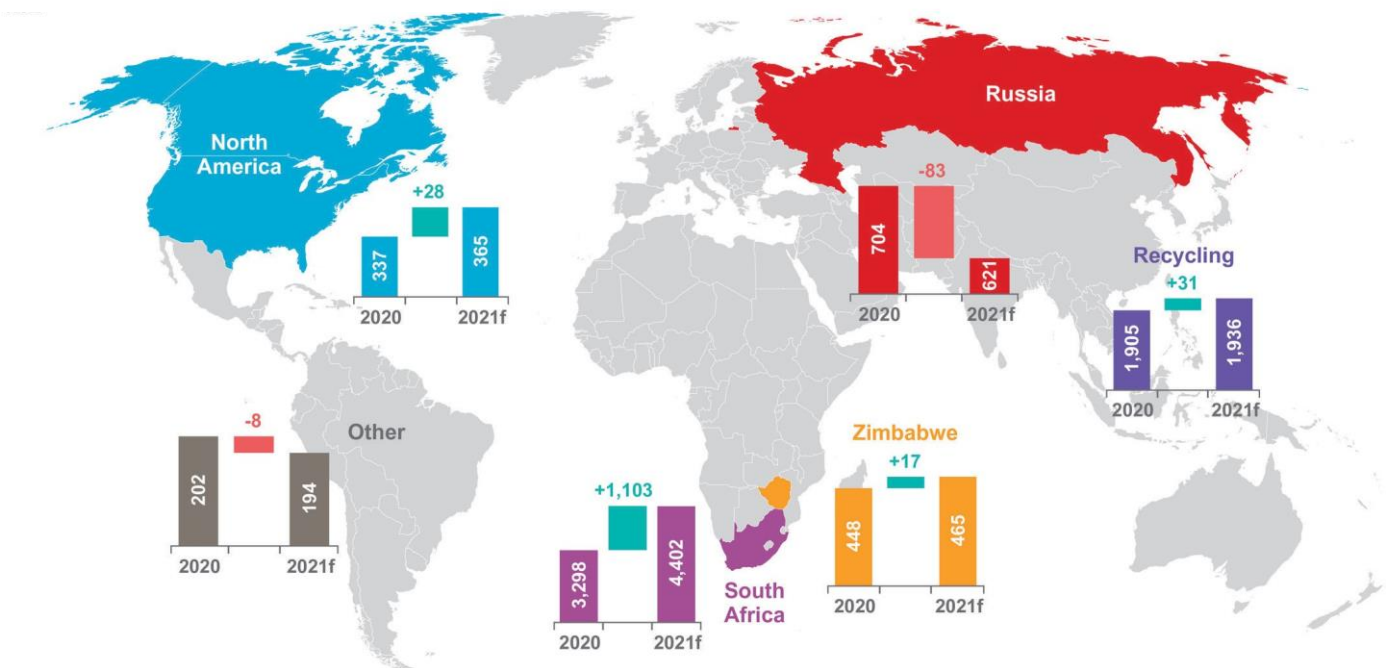 North
America
+28
337
365
2020
2021f
Russia
-83
704
621
2020
2021f
Recycling
+31
1,905
1,936
2020
2021f
Other
-8
202
194
2020
2021f
South
Africa
+1,103
3,298
4,402
2020
2021f
Zimbabwe
+17
448
465
2020
2021f